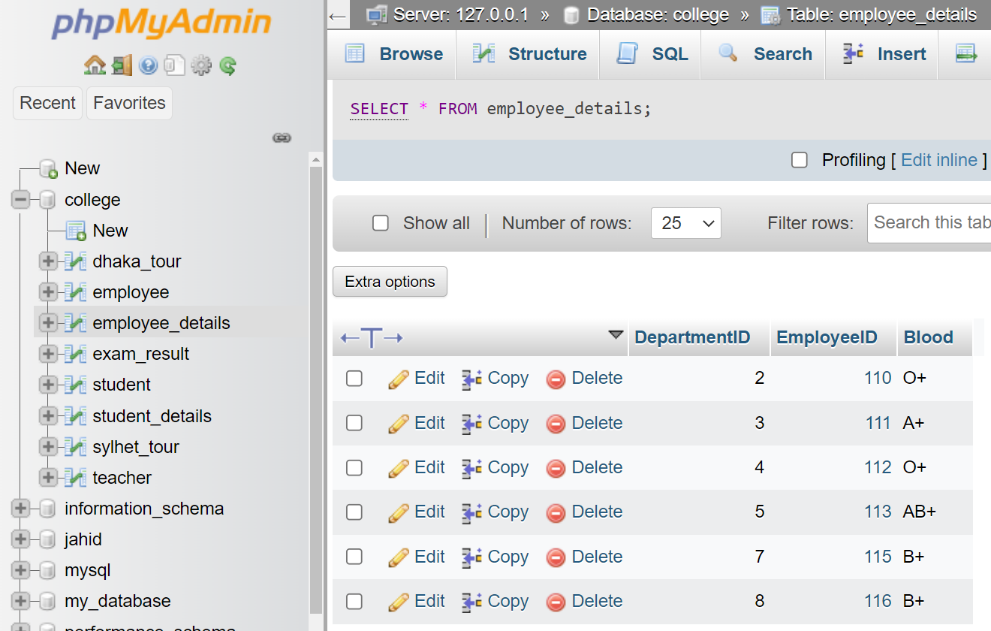 phpMyAdmin
Recent Favorites
New
college
New
dhaka_tour
employee
employee_details
exam_result
student
student_details
sylhet_tour
teacher
information_schema
jahid
mysql
my_database
performance_schema
Server: 127.0.0.1 » Database: college » Table: employee_details
Browse Structure SQL Search Insert
SELECT * FROM employee_details;
Profiling [ Edit inline ]
Show all Number of rows: 25 Filter rows: Search this tab
Extra options
←T→ DepartmentID EmployeeID Blood
Edit Copy Delete 2 110 O+
Edit Copy Delete 3 111 A+
Edit Copy Delete 4 112 O+
Edit Copy Delete 5 113 AB+
Edit Copy Delete 7 115 B+
Edit Copy Delete 8 116 B+